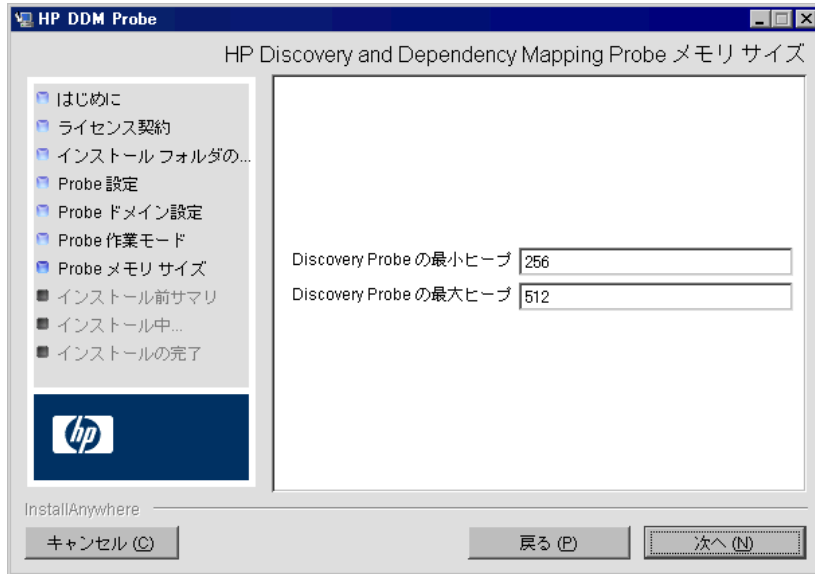 HP DDM Probe
HP Discovery and Dependency Mapping Probe メモリ サイズ
はじめに
ライセンス契約
インストール フォルダの...
Probe 設定
Probe ドメイン設定
Probe 作業モード
Probe メモリ サイズ
インストール前サマリ
インストール中...
インストールの完了
Discovery Probe の最小ヒープ 256
Discovery Probe の最大ヒープ 512
hp
InstallAnywhere
キャンセル (C) 戻る (P) 次へ (N)